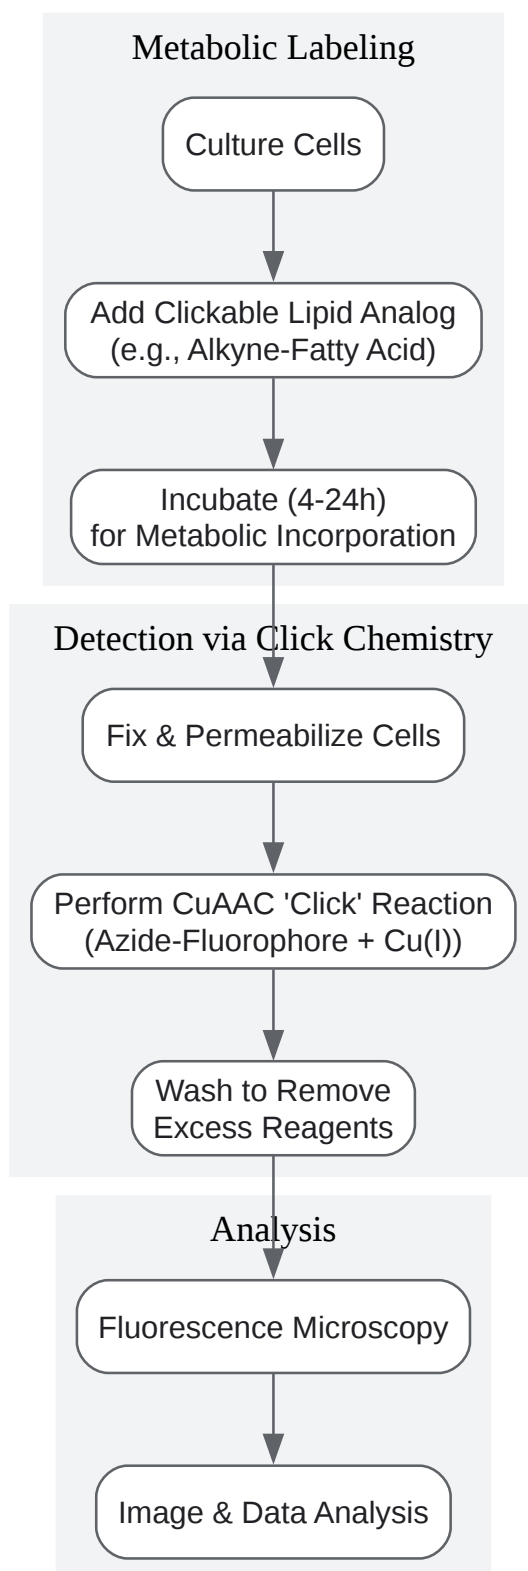 Metabolic Labeling
Culture Cells
Add Clickable Lipid Analog
(e.g., Alkyne-Fatty Acid)
Incubate (4-24h)
for Metabolic Incorporation
Detection via Click Chemistry
Fix & Permeabilize Cells
Perform CuAAC 'Click' Reaction
(Azide-Fluorophore + Cu(I))
Wash to Remove
Excess Reagents
Analysis
Fluorescence Microscopy
Image & Data Analysis